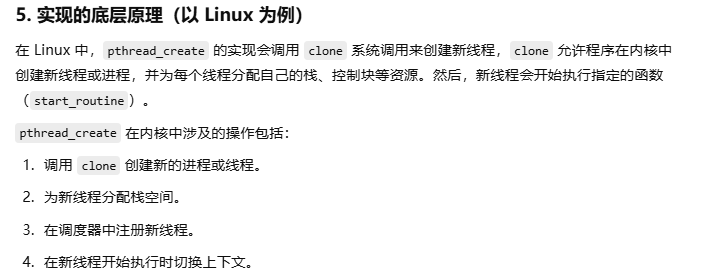 5. 实现的底层原理（以 Linux 为例）
在 Linux 中，pthread_create 的实现会调用 clone 系统调用来创建新线程，clone 允许程序在内核中
创建新线程或进程，并为每个线程分配自己的栈、控制块等资源。然后，新线程会开始执行指定的函数
（start_routine）。
pthread_create 在内核中涉及的操作包括：
1. 调用 clone 创建新的进程或线程。
2. 为新线程分配栈空间。
3. 在调度器中注册新线程。
4. 在新线程开始执行时切换上下文。